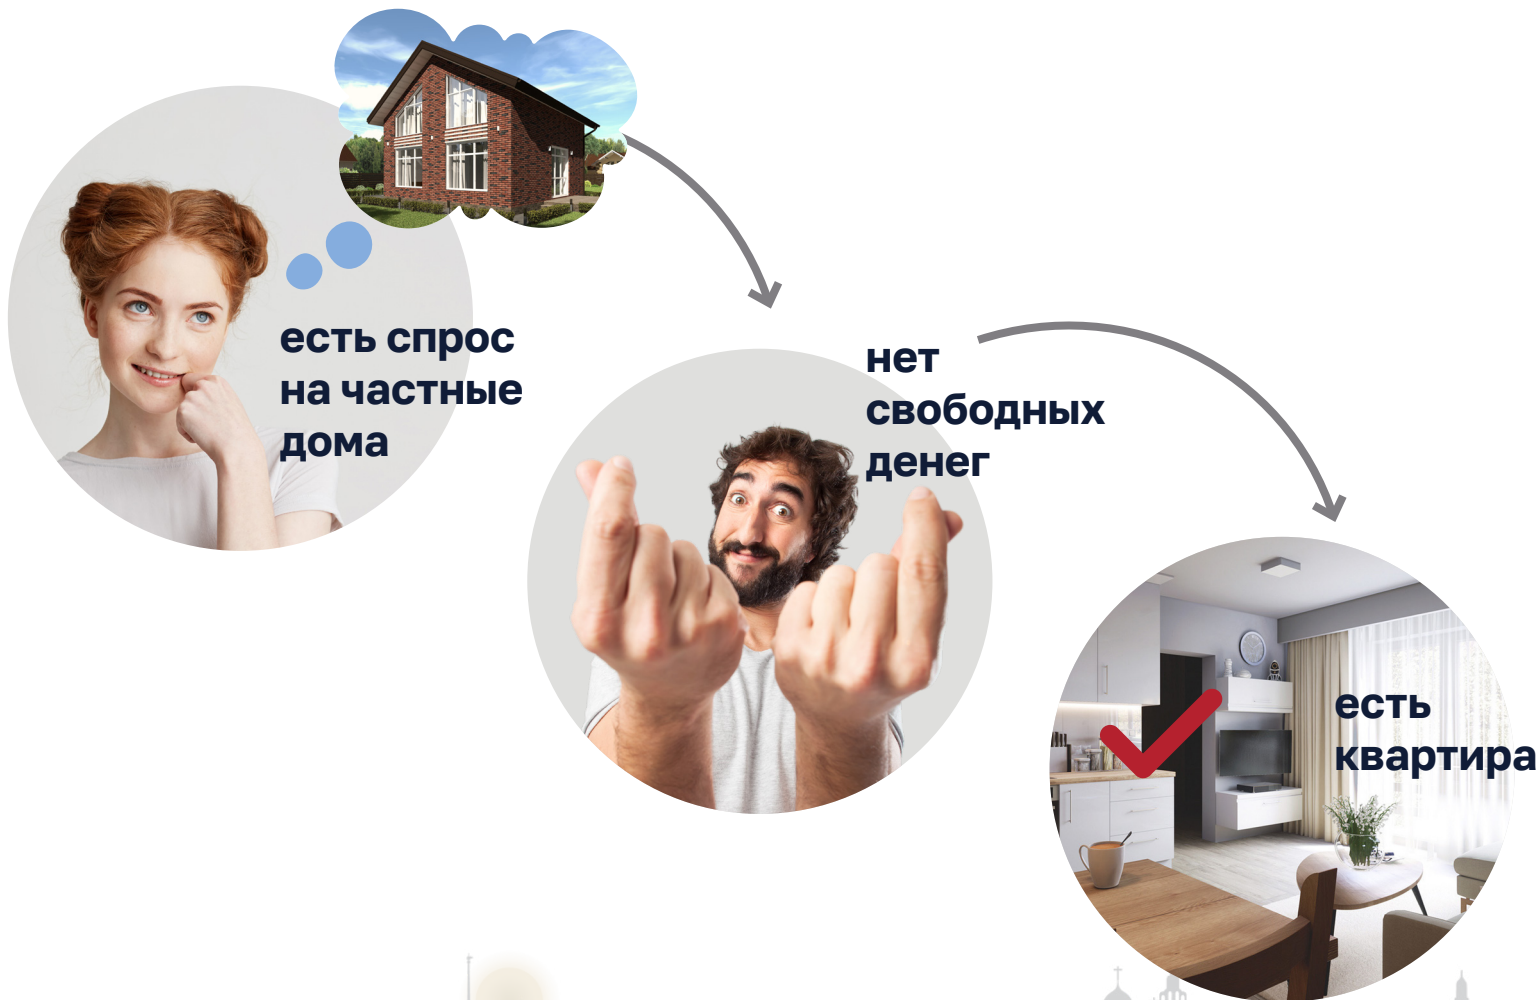 есть спрос
на частные
дома
нет
свободных
денег
есть
квартира